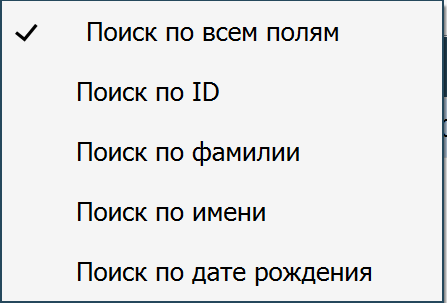 Поиск по всем полям
Поиск по ID
Поиск по фамилии
Поиск по имени
Поиск по дате рождения